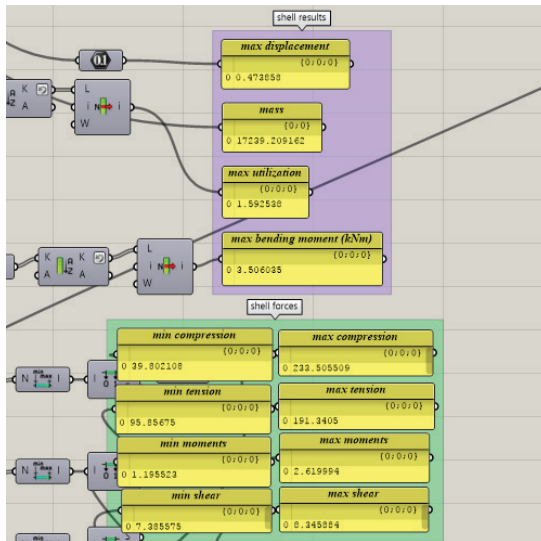 shell results
max displacement
{0;0;0}
0 0.473858
mass
{0;0}
0 17239.209162
max utilization
{0;0;0}
0 1.592538
max bending moment (kNm)
{0;0;0}
0 3.506035
K
A
L
i
W
N
i
K
A
K
A
L
i
W
N
i
shell forces
min compression
{0;0;0}
0 39.802108
max compression
{0;0;0}
0 233.505509
min tension
{0;0;0}
0 95.85675
max tension
{0;0;0}
0 191.3405
min moments
{0;0;0}
0 1.195523
max moments
{0;0;0}
0 2.619994
min shear
{0;0;0}
0 7.385575
max shear
{0;0;0}
0 8.345884
N
I
I
N
I
I